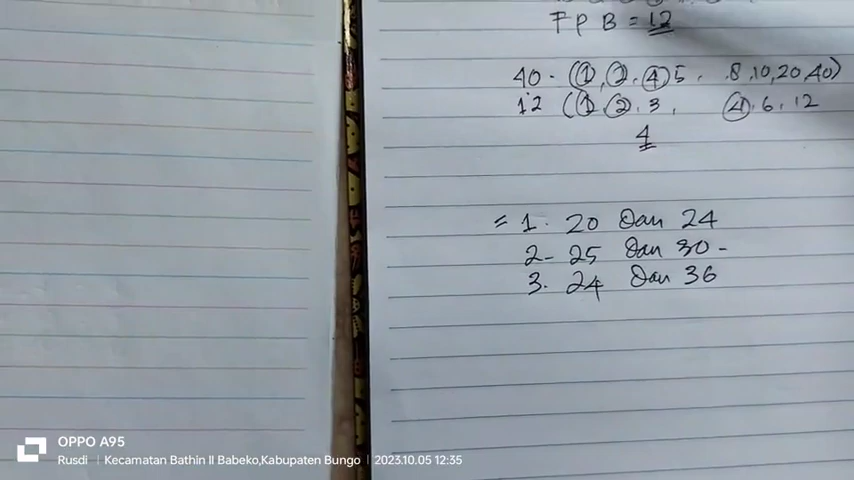 FPB = 12
40 - (1, 2, 4, 5, 8, 10, 20, 40)
12 (1, 2, 3, 4, 6, 12
4
= 1. 20 dan 24
2- 25 dan 30 -
3. 24 dan 36
OPPO A95
Rusdi | Kecamatan Bathin II Babeko,Kabupaten Bungo | 2023.10.05 12:35